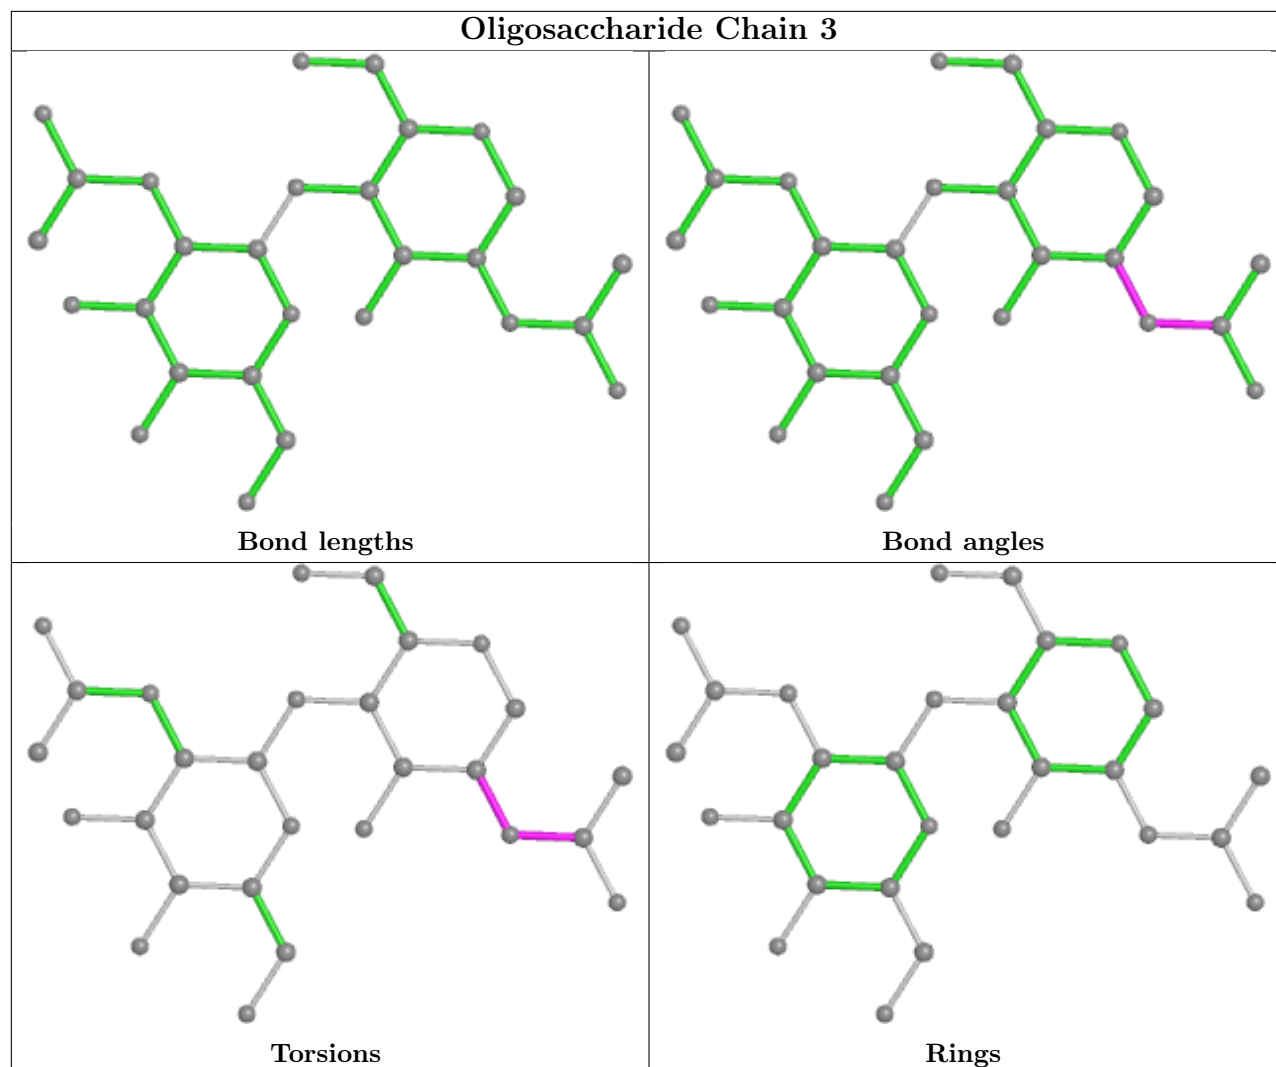 Oligosaccharide Chain 3
Bond lengths
Bond angles
Torsions
Rings